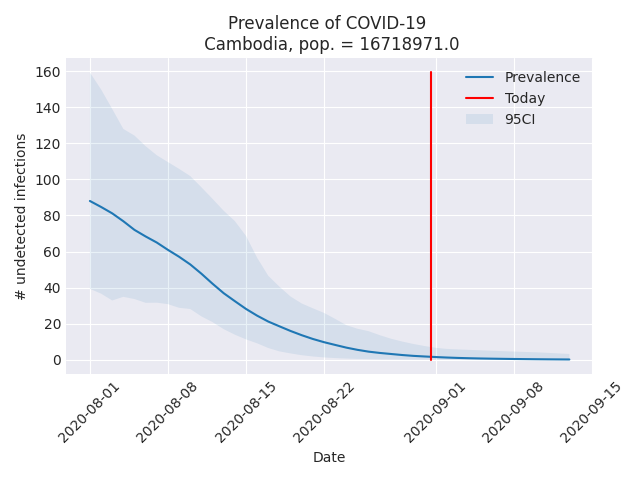 Prevalence of COVID-19
Cambodia, pop. = 16718971.0
160
140
120
100
80
60
40
20
0
# undetected infections
Prevalence
Today
95CI
2020-08-01
2020-08-08
2020-08-15
2020-08-22
2020-09-01
2020-09-08
2020-09-15
Date